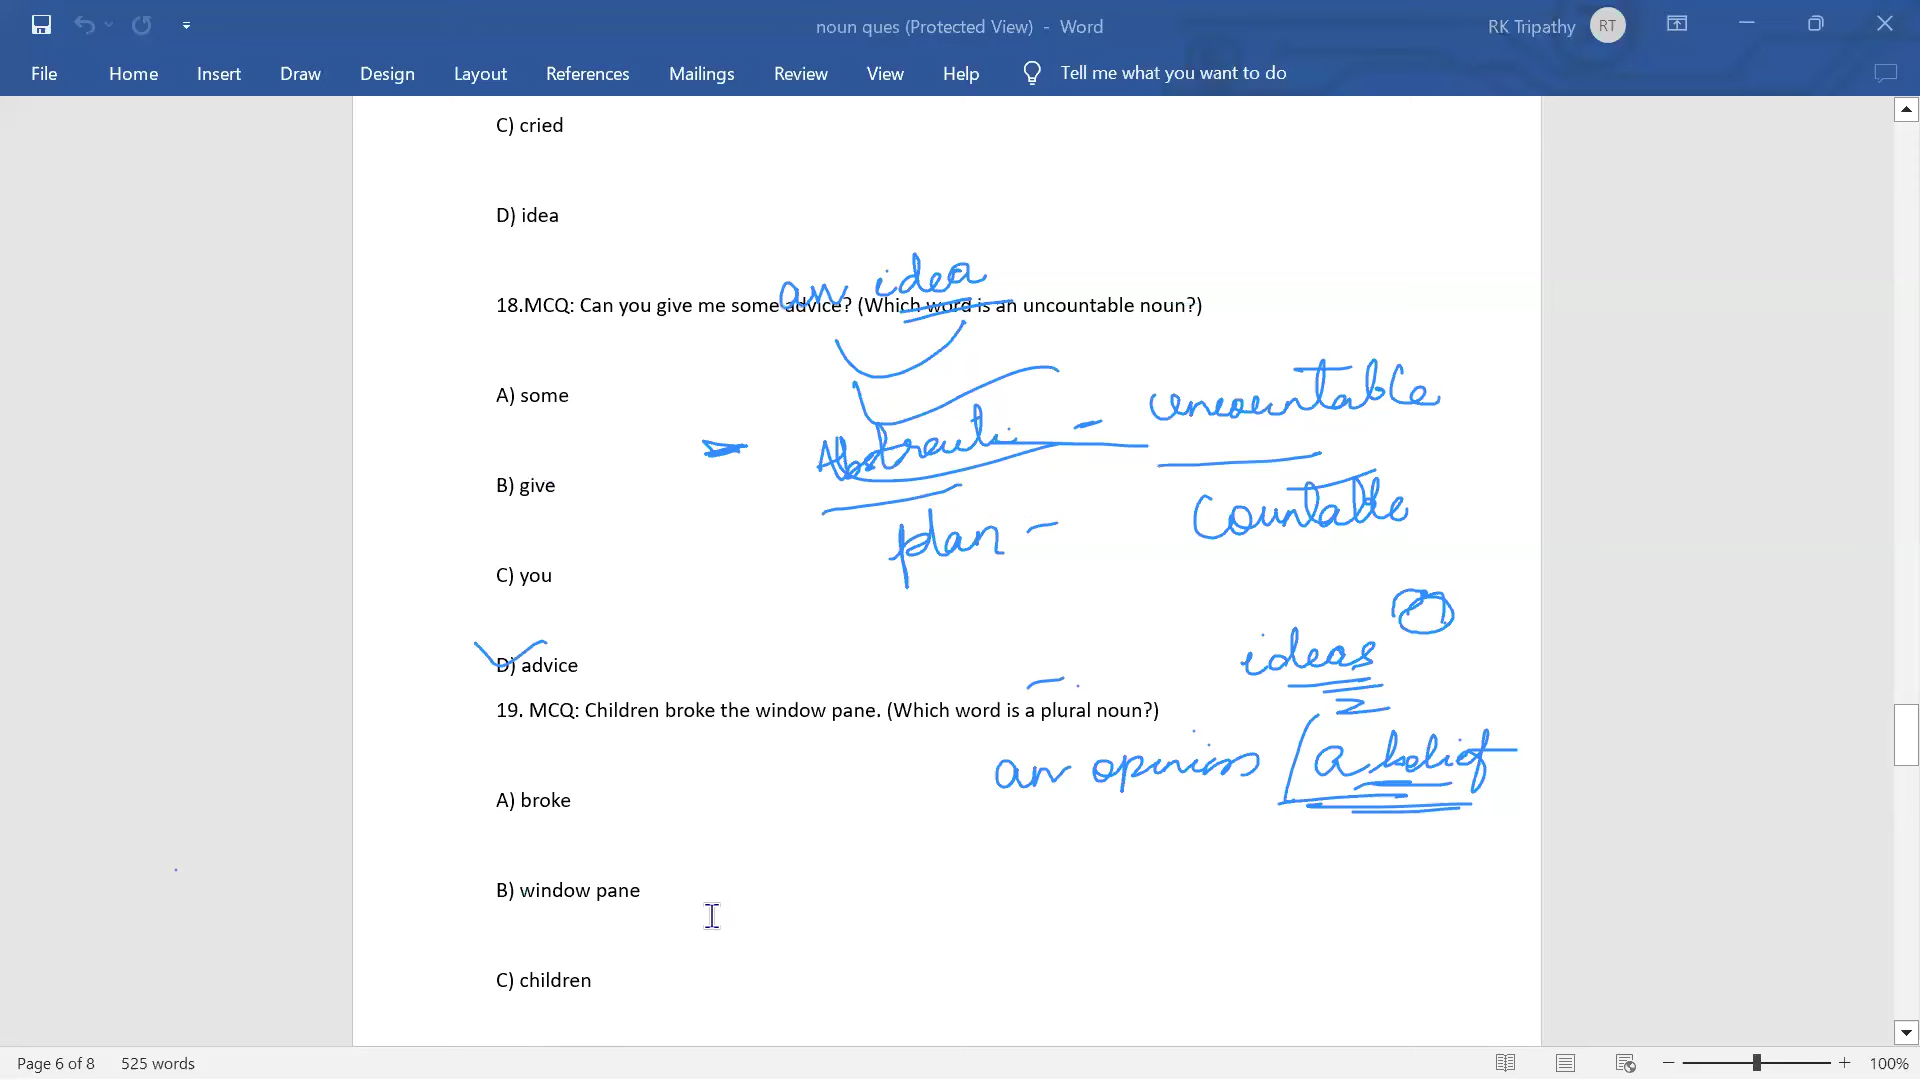 noun ques (Protected View) - Word
RK Tripathy RT
File Home Insert Draw Design Layout References Mailings Review View Help Tell me what you want to do
C) cried
D) idea
an idea
18.MCQ: Can you give me some advice? (Which word is an uncountable noun?)
A) some
uncountable
Abstract -
B) give
Countable
plan -
C) you
ideas
D) advice
19. MCQ: Children broke the window pane. (Which word is a plural noun?)
an opinion / a belief
A) broke
B) window pane
C) children
Page 6 of 8 525 words 100%